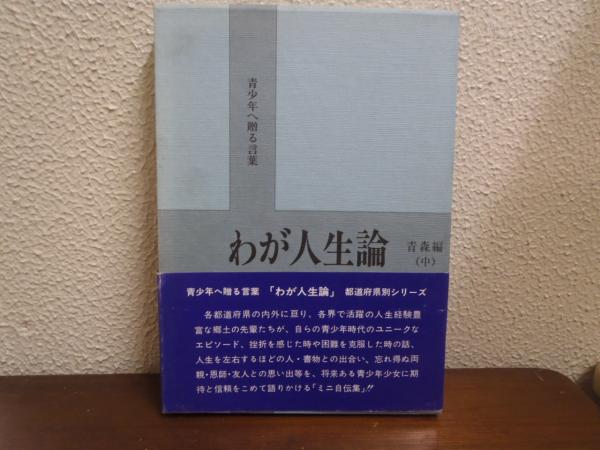 青少年へ贈る言葉
わが人生論
青森編
(中)
青少年へ贈る言葉 「わが人生論」 都道府県別シリーズ
各都道府県の内外に亘り、各界で活躍の人生経験豊
富な郷土の先輩たちが、自らの青少年時代のユニークな
エピソード、挫折を感じた時や困難を克服した時の話、
人生を左右するほどの人・書物との出合い、忘れ得ぬ両
親・恩師・友人との思い出等を、将来ある青少年少女に期
待と信頼をこめて語りかける「ミニ自伝集」!!